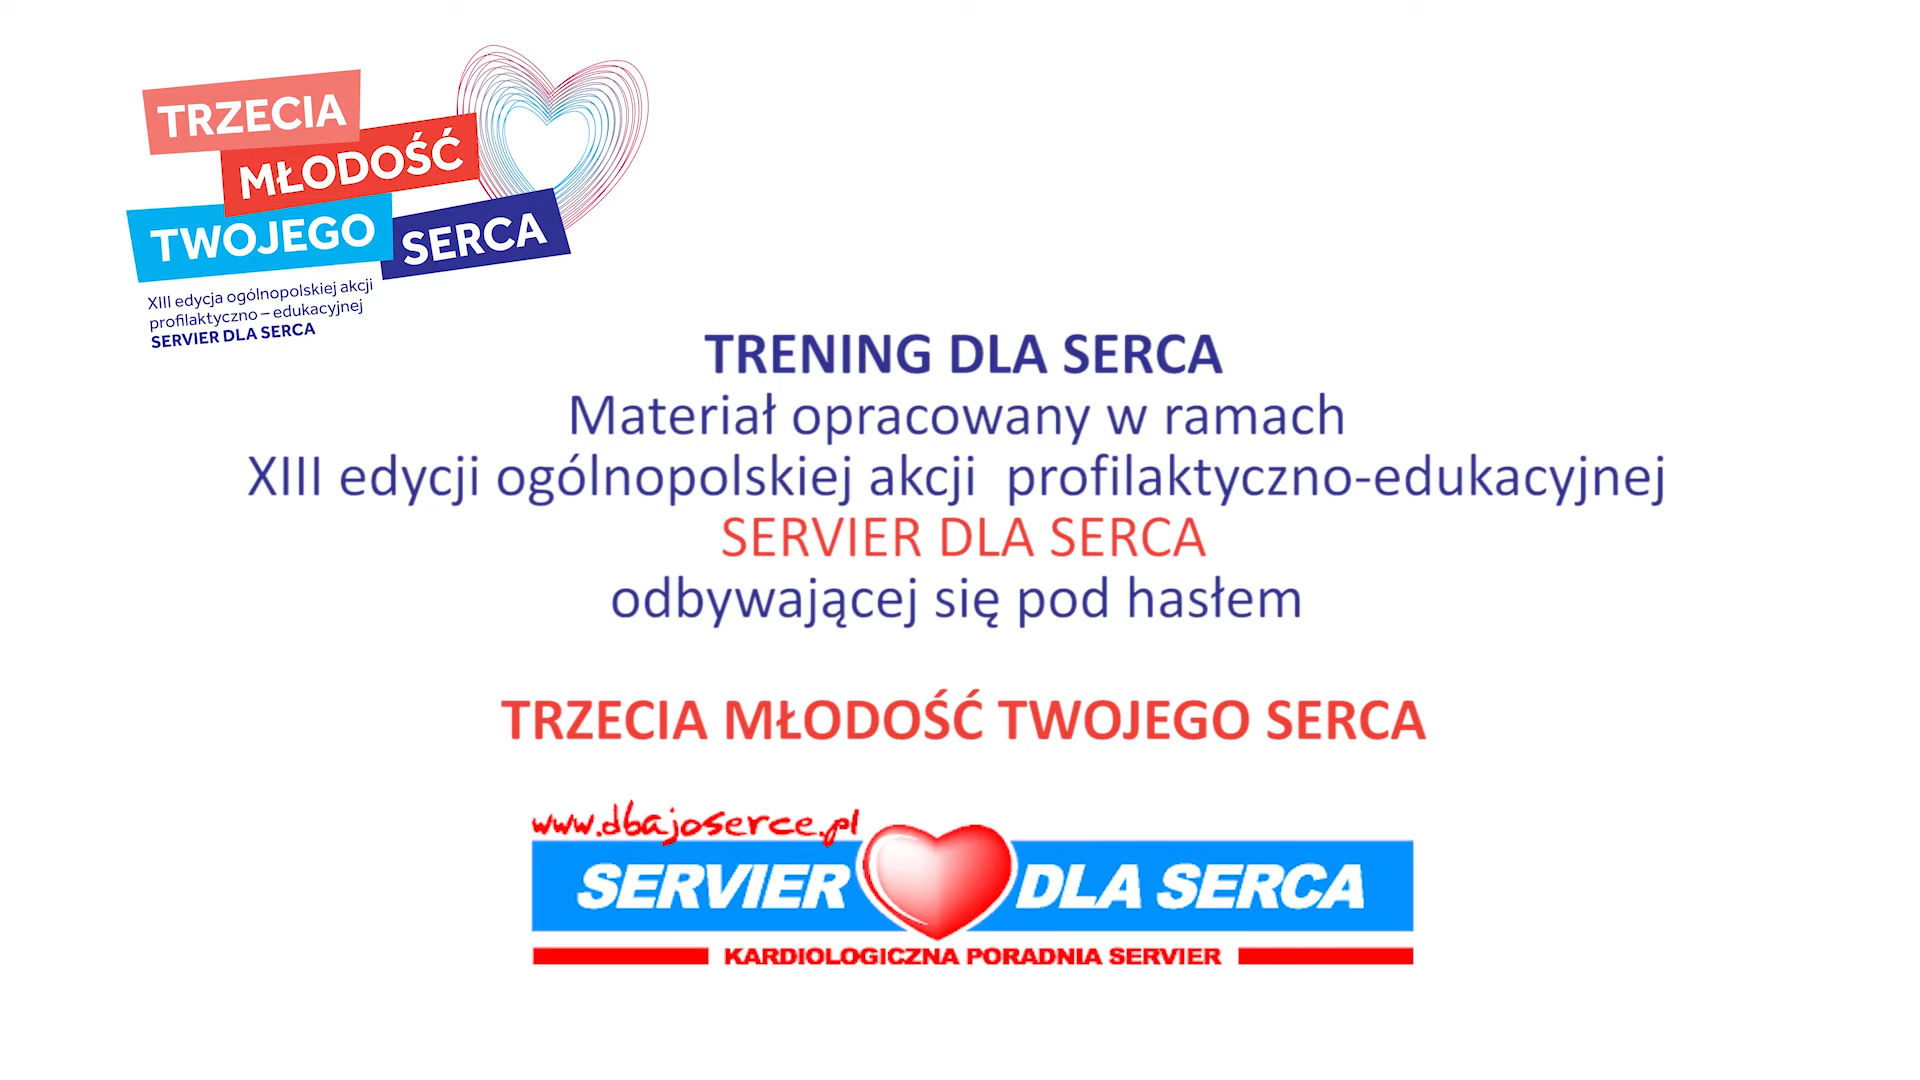 TRZECIA
MŁODOŚĆ
TWOJEGO SERCA
XIII edycja ogólnopolskiej akcji
profilaktyczno – edukacyjnej
SERVIER DLA SERCA
TRENING DLA SERCA
Materiał opracowany w ramach
XIII edycji ogólnopolskiej akcji profilaktyczno-edukacyjnej
SERVIER DLA SERCA
odbywającej się pod hasłem
TRZECIA MŁODOŚĆ TWOJEGO SERCA
www.dbajoserce.pl
SERVIER DLA SERCA
KARDIOLOGICZNA PORADNIA SERVIER